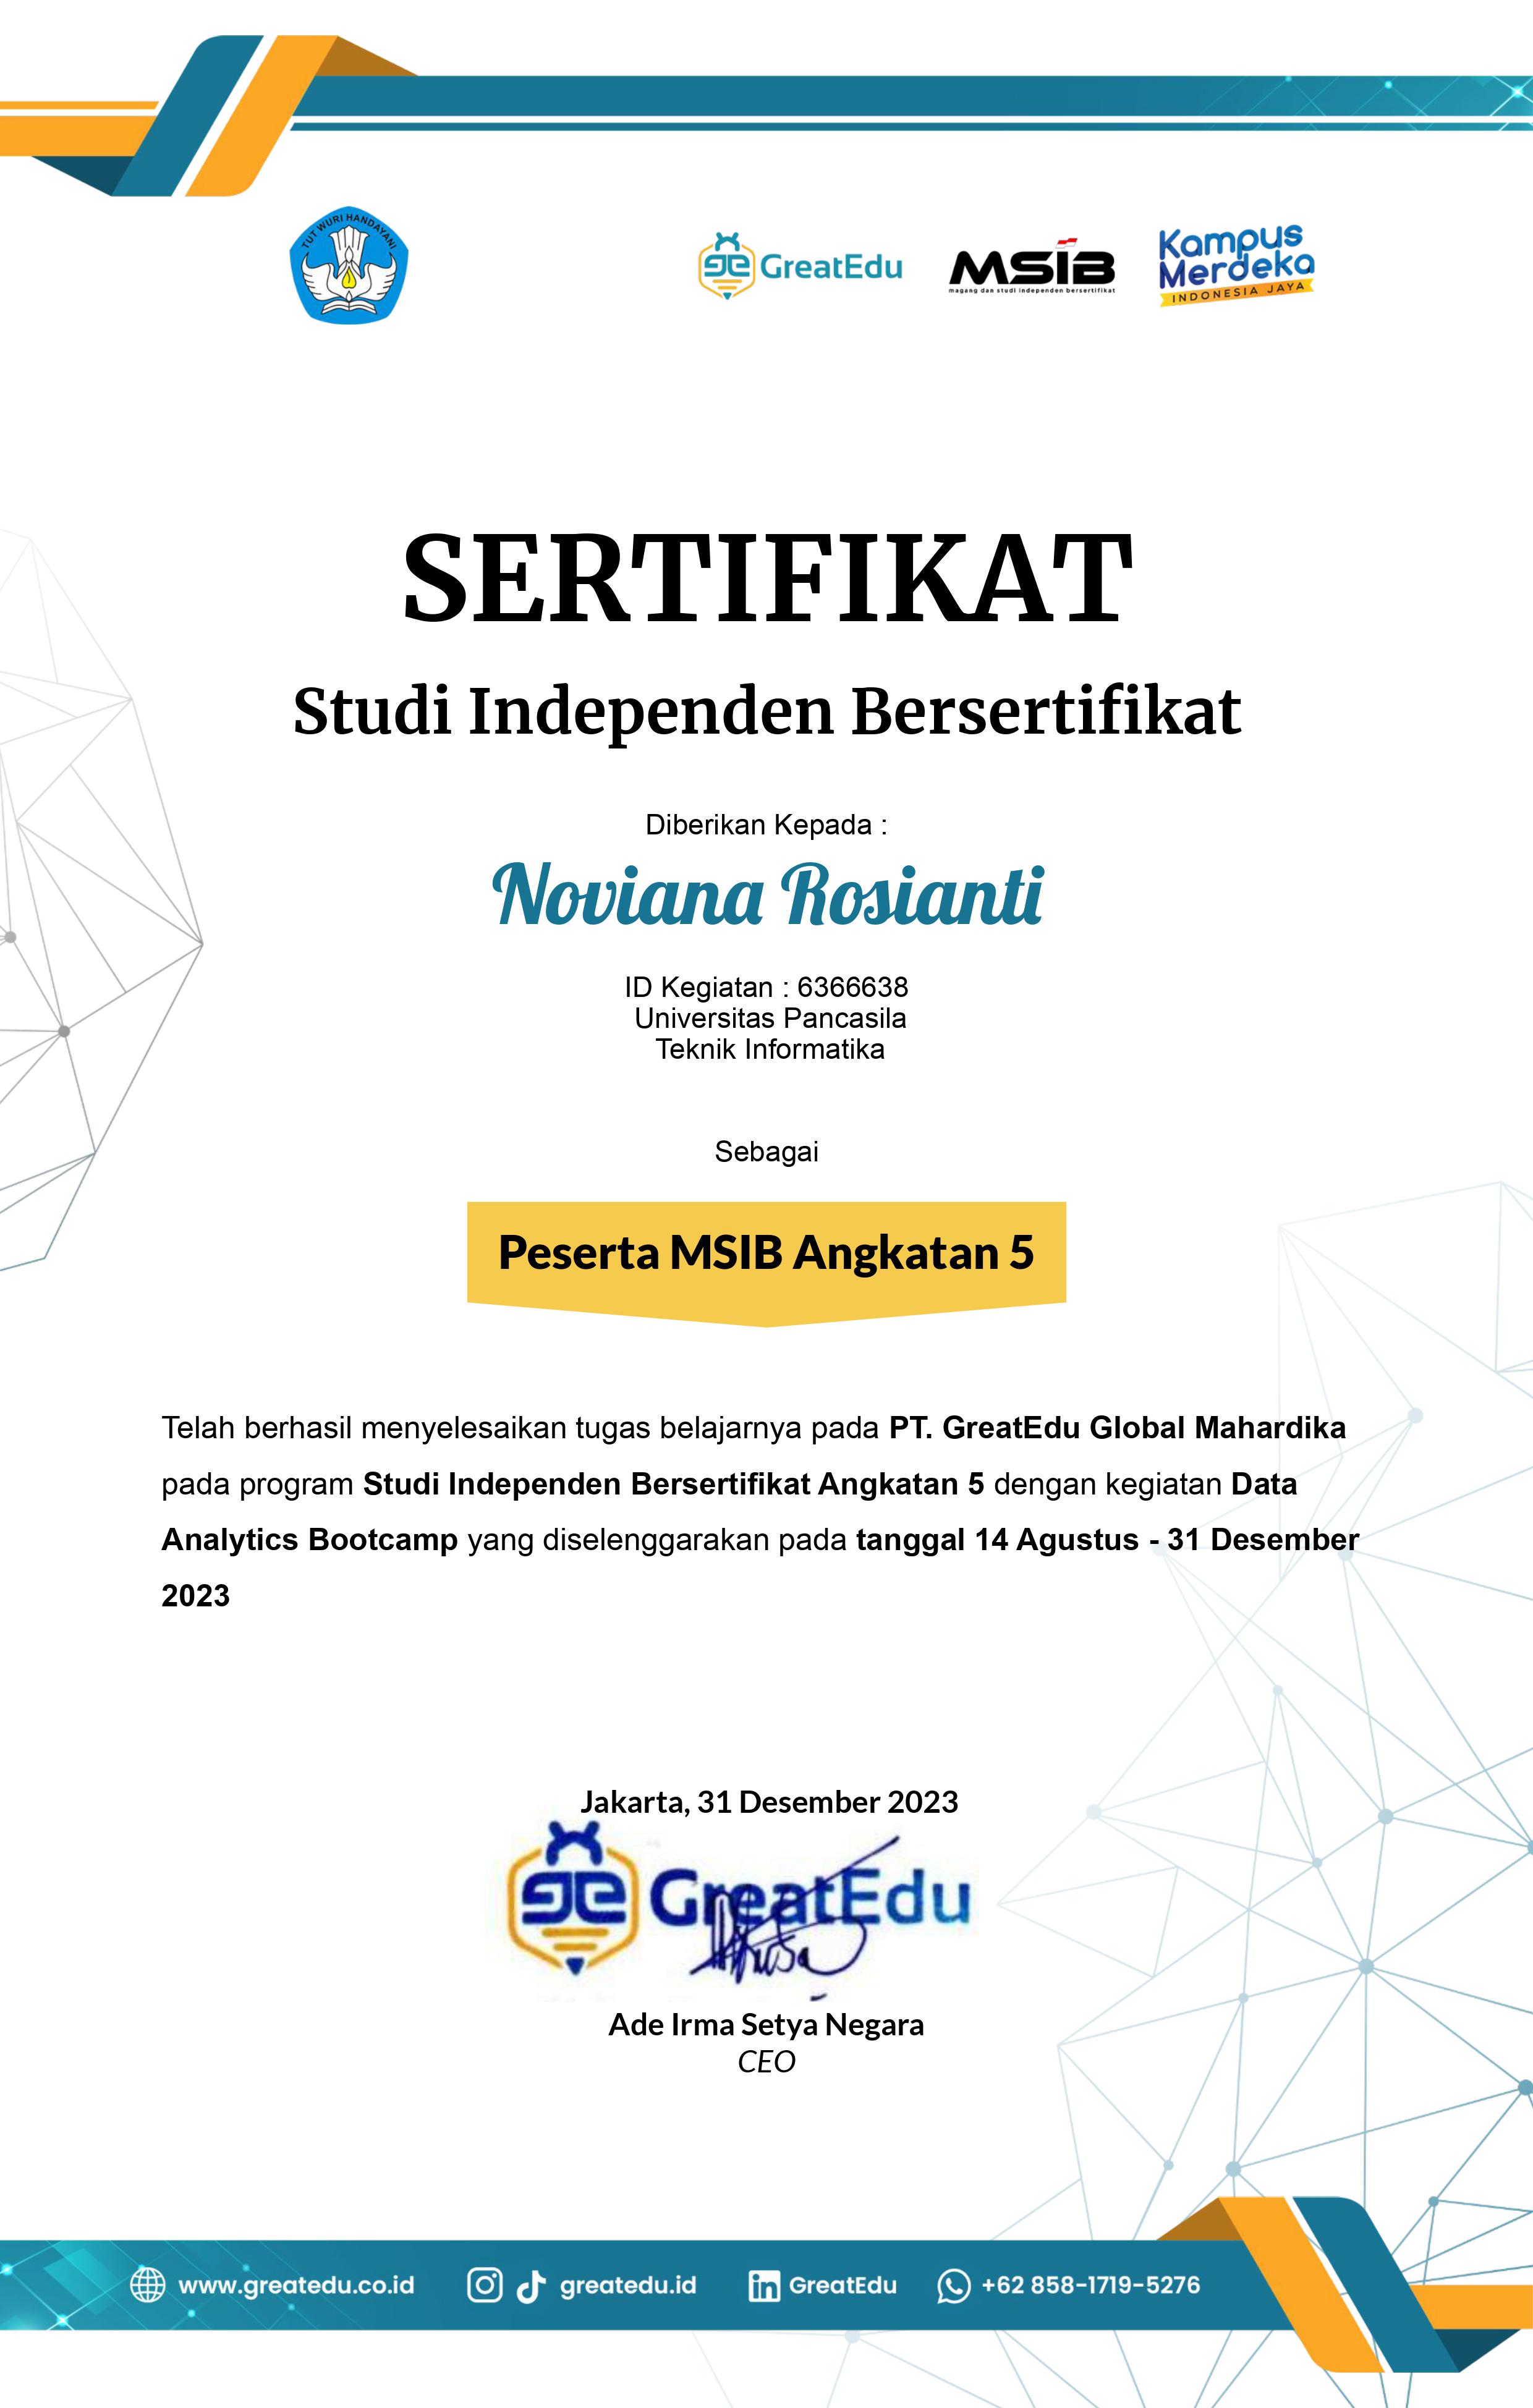 TUT WURI HANDAYANI
GreatEdu
MSIB
magang dan studi independen bersertifikat
Kampus
Merdeka
INDONESIA JAYA
SERTIFIKAT
Studi Independen Bersertifikat
Diberikan Kepada :
Noviana Rosianti
ID Kegiatan : 6366638
Universitas Pancasila
Teknik Informatika
Sebagai
Peserta MSIB Angkatan 5
Telah berhasil menyelesaikan tugas belajarnya pada PT. GreatEdu Global Mahardika
pada program Studi Independen Bersertifikat Angkatan 5 dengan kegiatan Data
Analytics Bootcamp yang diselenggarakan pada tanggal 14 Agustus - 31 Desember
2023
Jakarta, 31 Desember 2023
GreatEdu
Ade Irma Setya Negara
CEO
www.greatedu.co.id greatedu.id GreatEdu +62 858-1719-5276